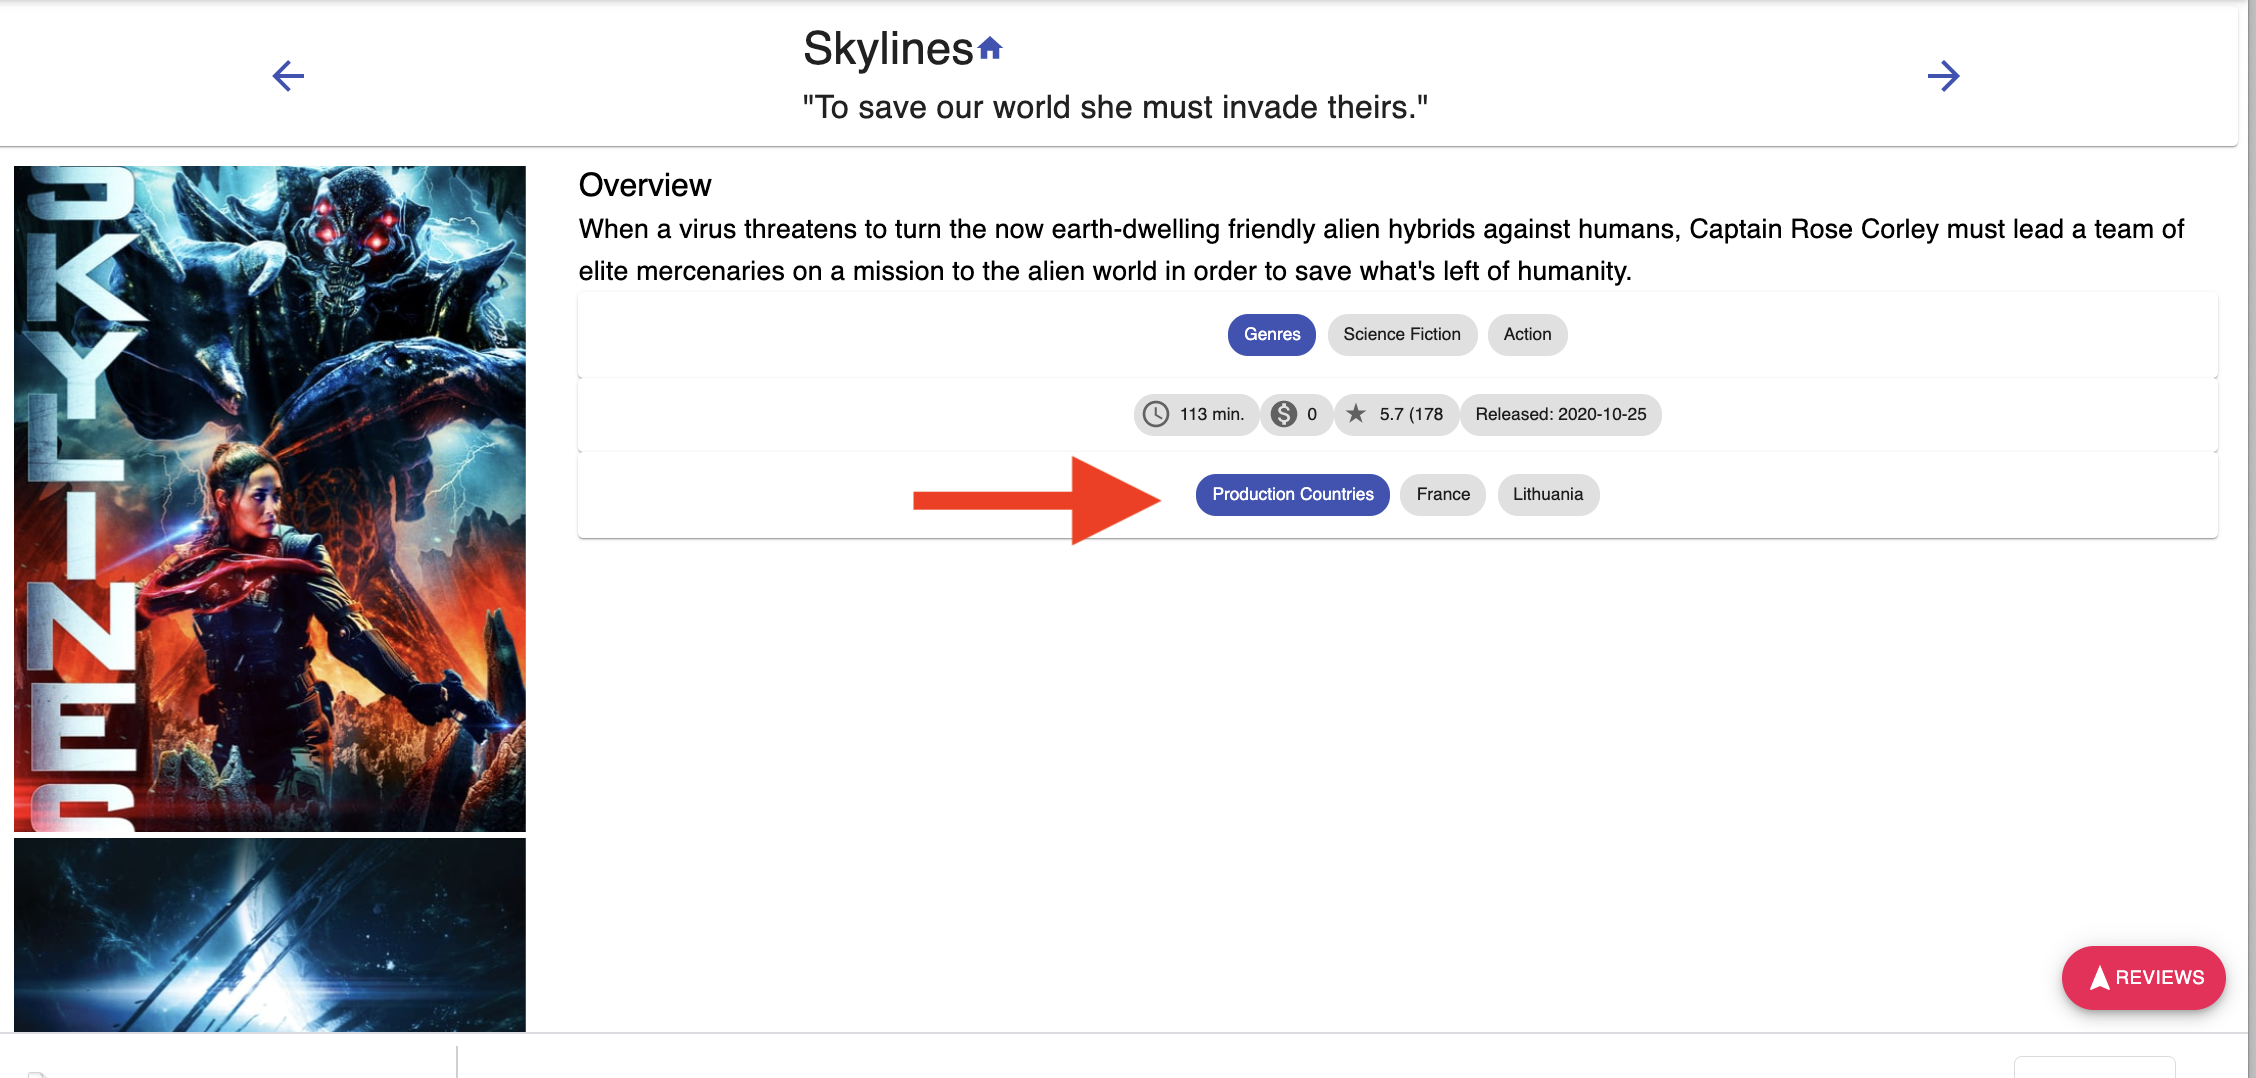 Skylines
"To save our world she must invade theirs."
SKYLINES
Overview
When a virus threatens to turn the now earth-dwelling friendly alien hybrids against humans, Captain Rose Corley must lead a team of
elite mercenaries on a mission to the alien world in order to save what's left of humanity.
Genres Science Fiction Action
113 min. 0 5.7 (178 Released: 2020-10-25
Production Countries France Lithuania
REVIEWS